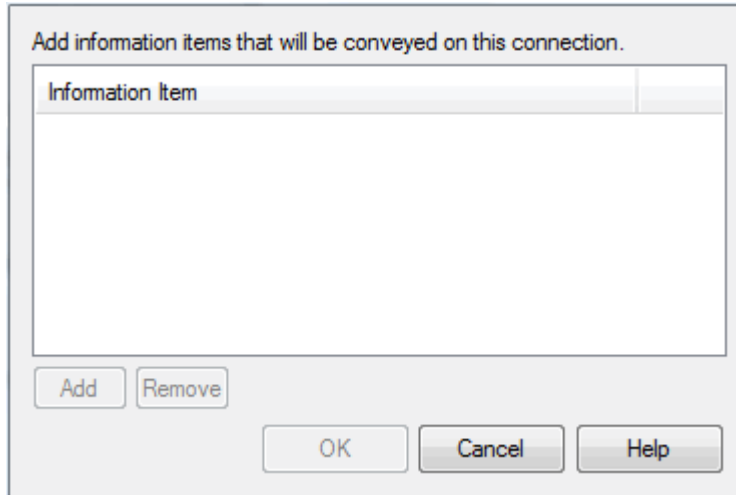 Add information items that will be conveyed on this connection.
Information Item
Add Remove
OK Cancel Help